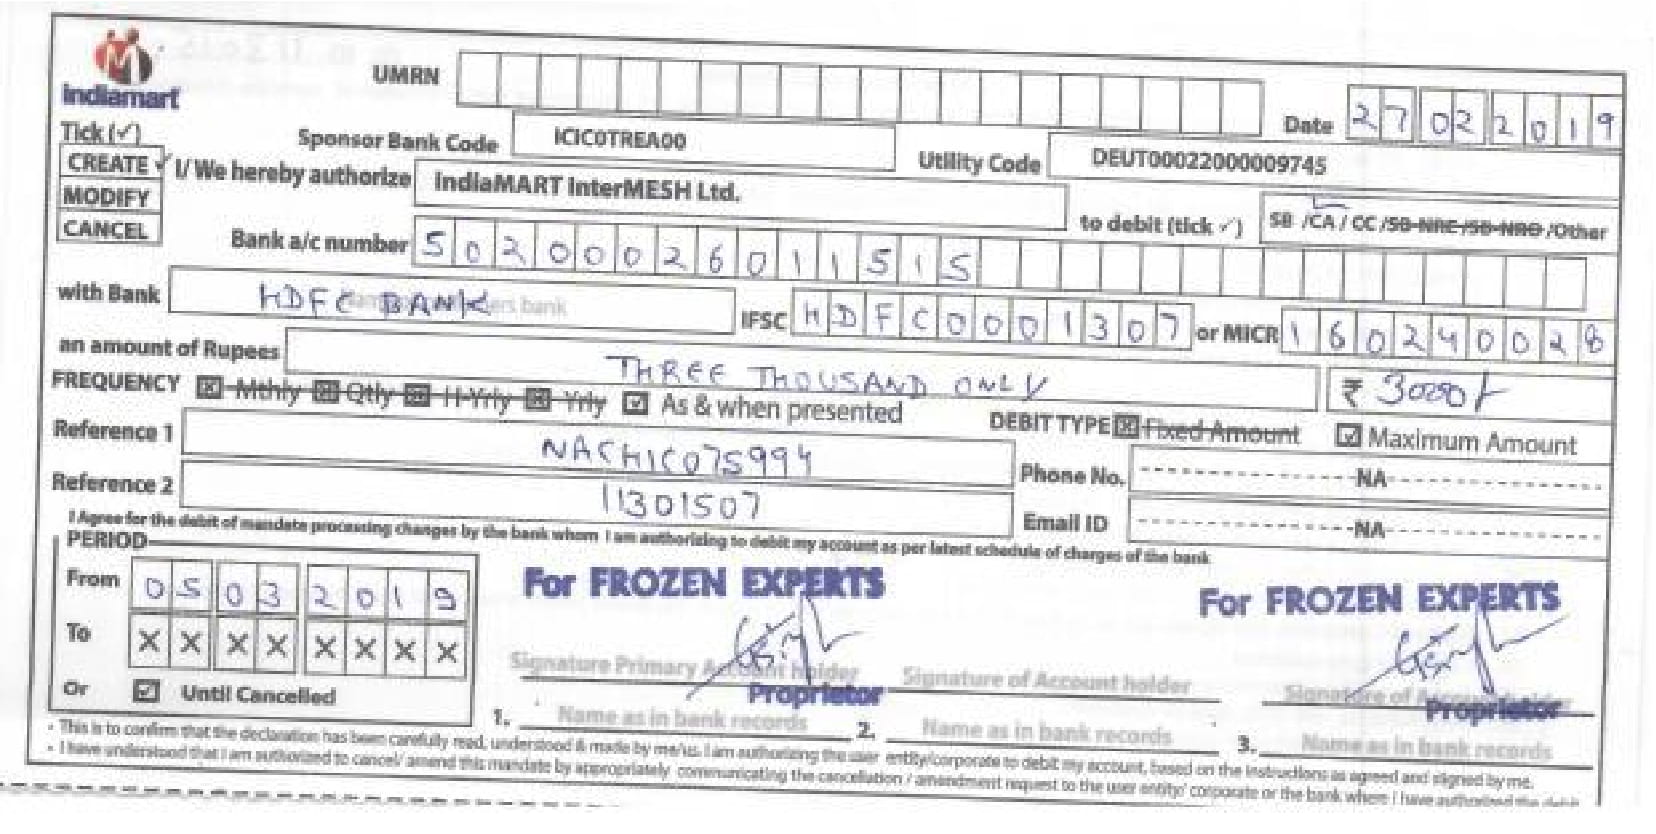 indiamart
UMRN
Date 27022019
Tick (✓)
Sponsor Bank Code ICIC0TREA00 Utility Code DEUT00022000009745
CREATE ✓ I/ We hereby authorize IndiaMART InterMESH Ltd. to debit (tick ✓) SB /CA / CC /SB-NRE /SB-NRO /Other
MODIFY
CANCEL
Bank a/c number 50200026011515
with Bank HDFC BANK IFSC HDFC0001307 or MICR 160240028
an amount of Rupees THREE THOUSAND ONLY ₹ 3000/-
FREQUENCY Mthly Qtly H-Yrly Yrly As & when presented DEBIT TYPE Fixed Amount Maximum Amount
Reference 1 NACHIC075994 Phone No. NA
Reference 2 11301507 Email ID NA
I Agree for the debit of mandate processing changes by the bank whom I am authorizing to debit my account as per latest schedule of charges of the bank
PERIOD
From 05032019
To XXXXXXXX
Or Until Cancelled
For FROZEN EXPERTS For FROZEN EXPERTS
Signature Primary Account holder Signature of Account holder Signature of Account holder
Proprietor Proprietor
1. Name as in bank records 2. Name as in bank records 3. Name as in bank records
- This is to confirm that the declaration has been carefully read, understood & made by me/us. I am authorizing the user entity/corporate to debit my account, based on the instructions as agreed and signed by me.
- I have understood that I am authorized to cancel/ amend this mandate by appropriately communicating the cancellation / amendment request to the user entity/ corporate or the bank where I have authorized the debit